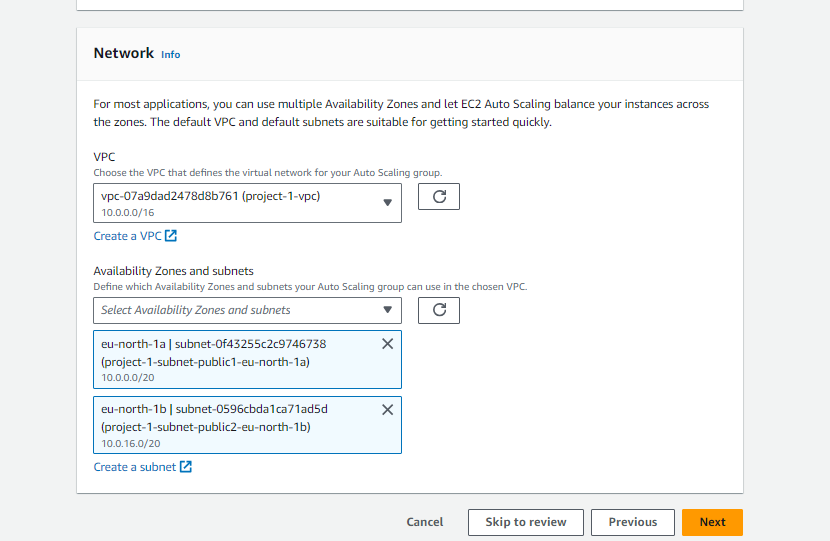 Network Info
For most applications, you can use multiple Availability Zones and let EC2 Auto Scaling balance your instances across
the zones. The default VPC and default subnets are suitable for getting started quickly.
VPC
Choose the VPC that defines the virtual network for your Auto Scaling group.
vpc-07a9dad2478d8b761 (project-1-vpc)
10.0.0.0/16
Create a VPC
Availability Zones and subnets
Define which Availability Zones and subnets your Auto Scaling group can use in the chosen VPC.
Select Availability Zones and subnets
eu-north-1a | subnet-0f43255c2c9746738
(project-1-subnet-public1-eu-north-1a)
10.0.0.0/20
eu-north-1b | subnet-0596cbda1ca71ad5d
(project-1-subnet-public2-eu-north-1b)
10.0.16.0/20
Create a subnet
Cancel Skip to review Previous Next